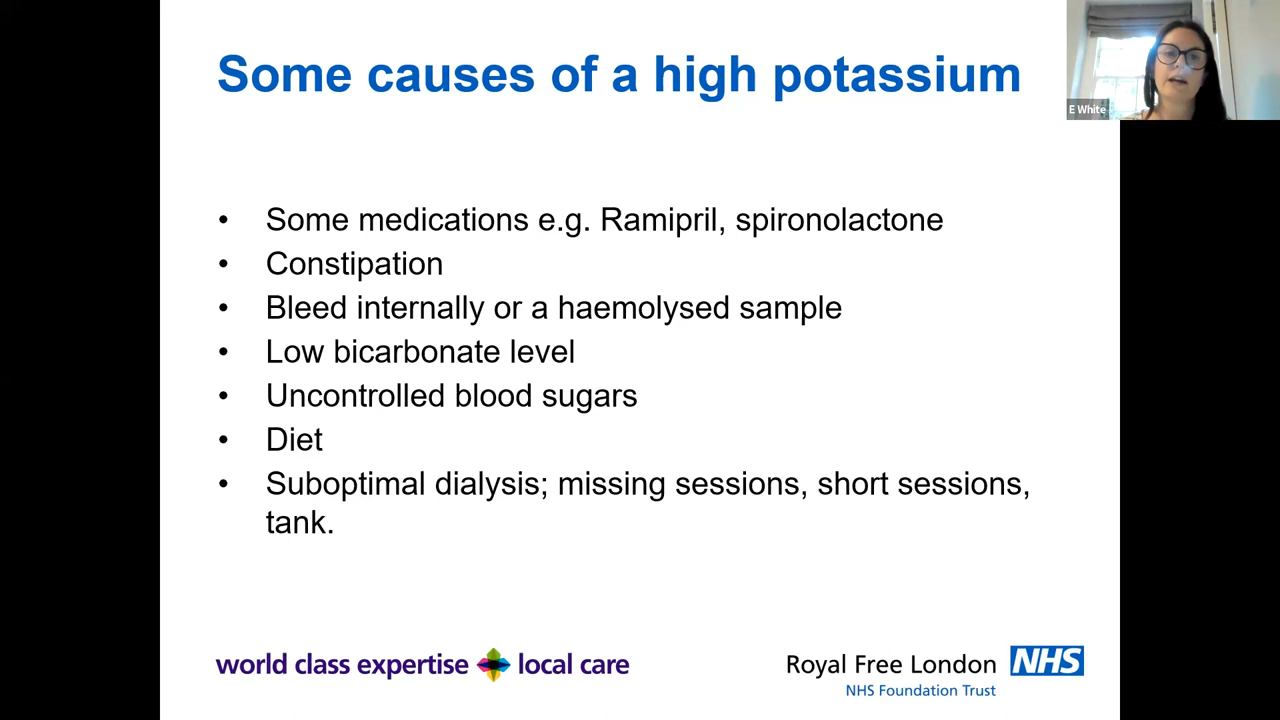 Some causes of a high potassium
E White
• Some medications e.g. Ramipril, spironolactone
• Constipation
• Bleed internally or a haemolysed sample
• Low bicarbonate level
• Uncontrolled blood sugars
• Diet
• Suboptimal dialysis; missing sessions, short sessions,
tank.
world class expertise local care
Royal Free London NHS
NHS Foundation Trust